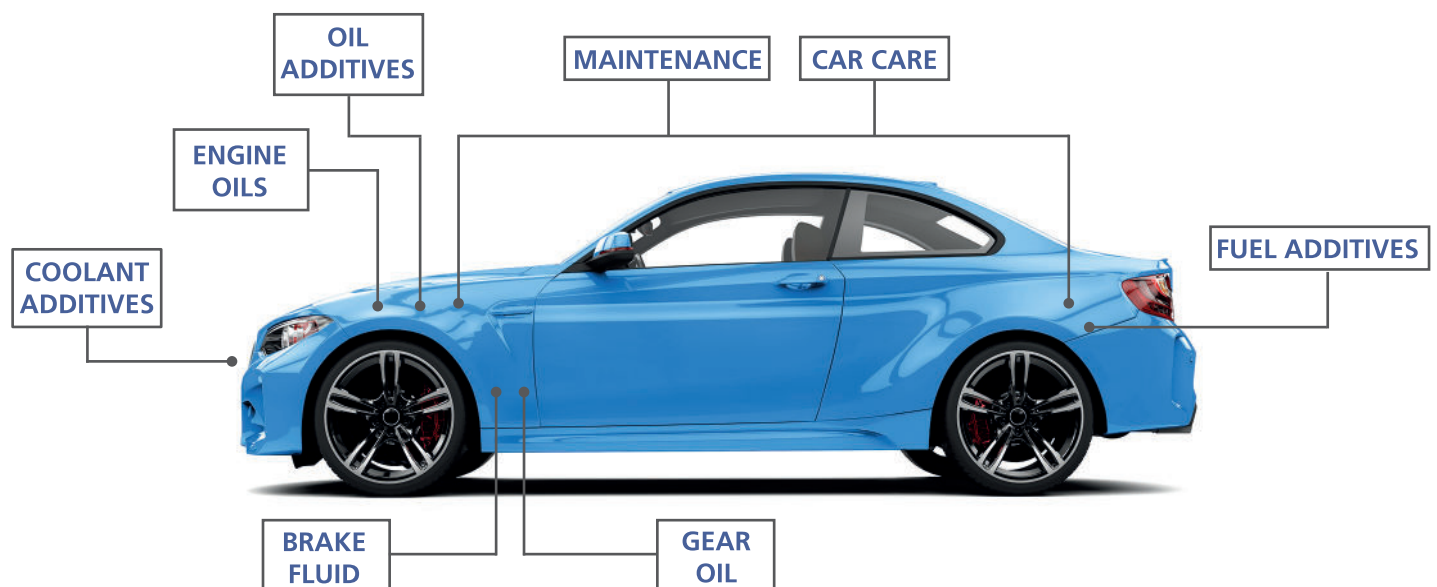 OIL
ADDITIVES
MAINTENANCE
CAR CARE
ENGINE
OILS
FUEL ADDITIVES
COOLANT
ADDITIVES
BRAKE
FLUID
GEAR
OIL